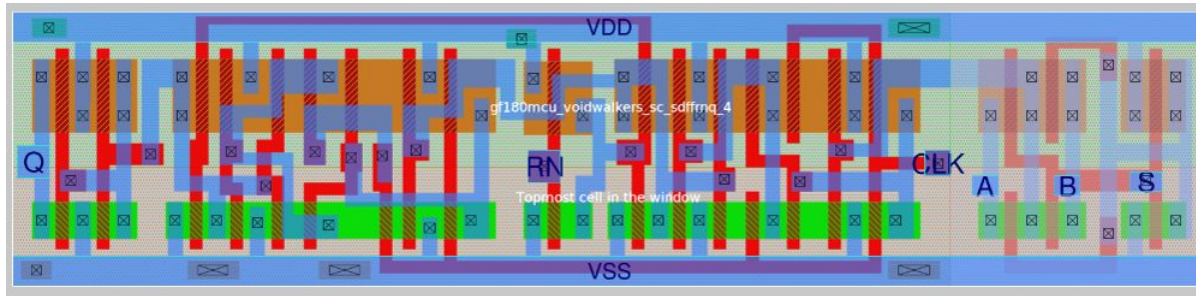 VDD
gf180mcu_voidwalkers_sc_sdffrnq_4
Q
RN
CLK
A
B
S
Topmost cell in the window
VSS